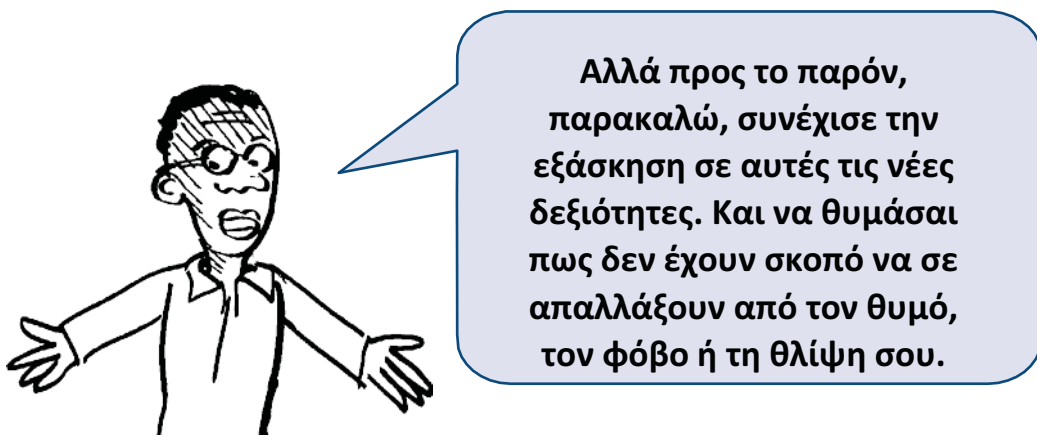 Αλλά προς το παρόν,
παρακαλώ, συνέχισε την
εξάσκηση σε αυτές τις νέες
δεξιότητες. Και να θυμάσαι
πως δεν έχουν σκοπό να σε
απαλλάξουν από τον θυμό,
τον φόβο ή τη θλίψη σου.